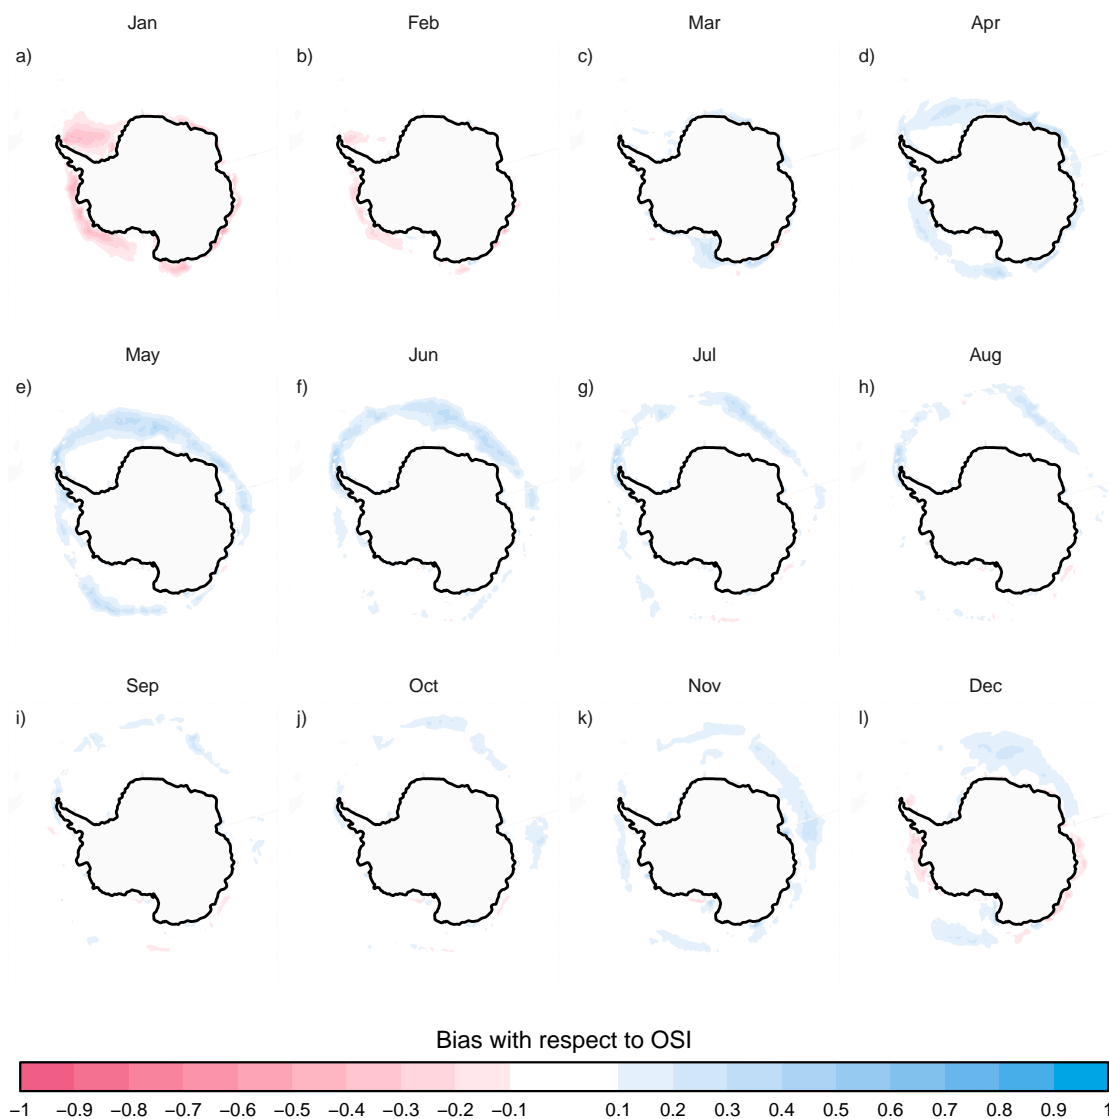 Jan Feb Mar Apr
a) b) c) d)
May Jun Jul Aug
e) f) g) h)
Sep Oct Nov Dec
i) j) k) l)
Bias with respect to OSI
−1 −0.9 −0.8 −0.7 −0.6 −0.5 −0.4 −0.3 −0.2 −0.1 0.1 0.2 0.3 0.4 0.5 0.6 0.7 0.8 0.9 1